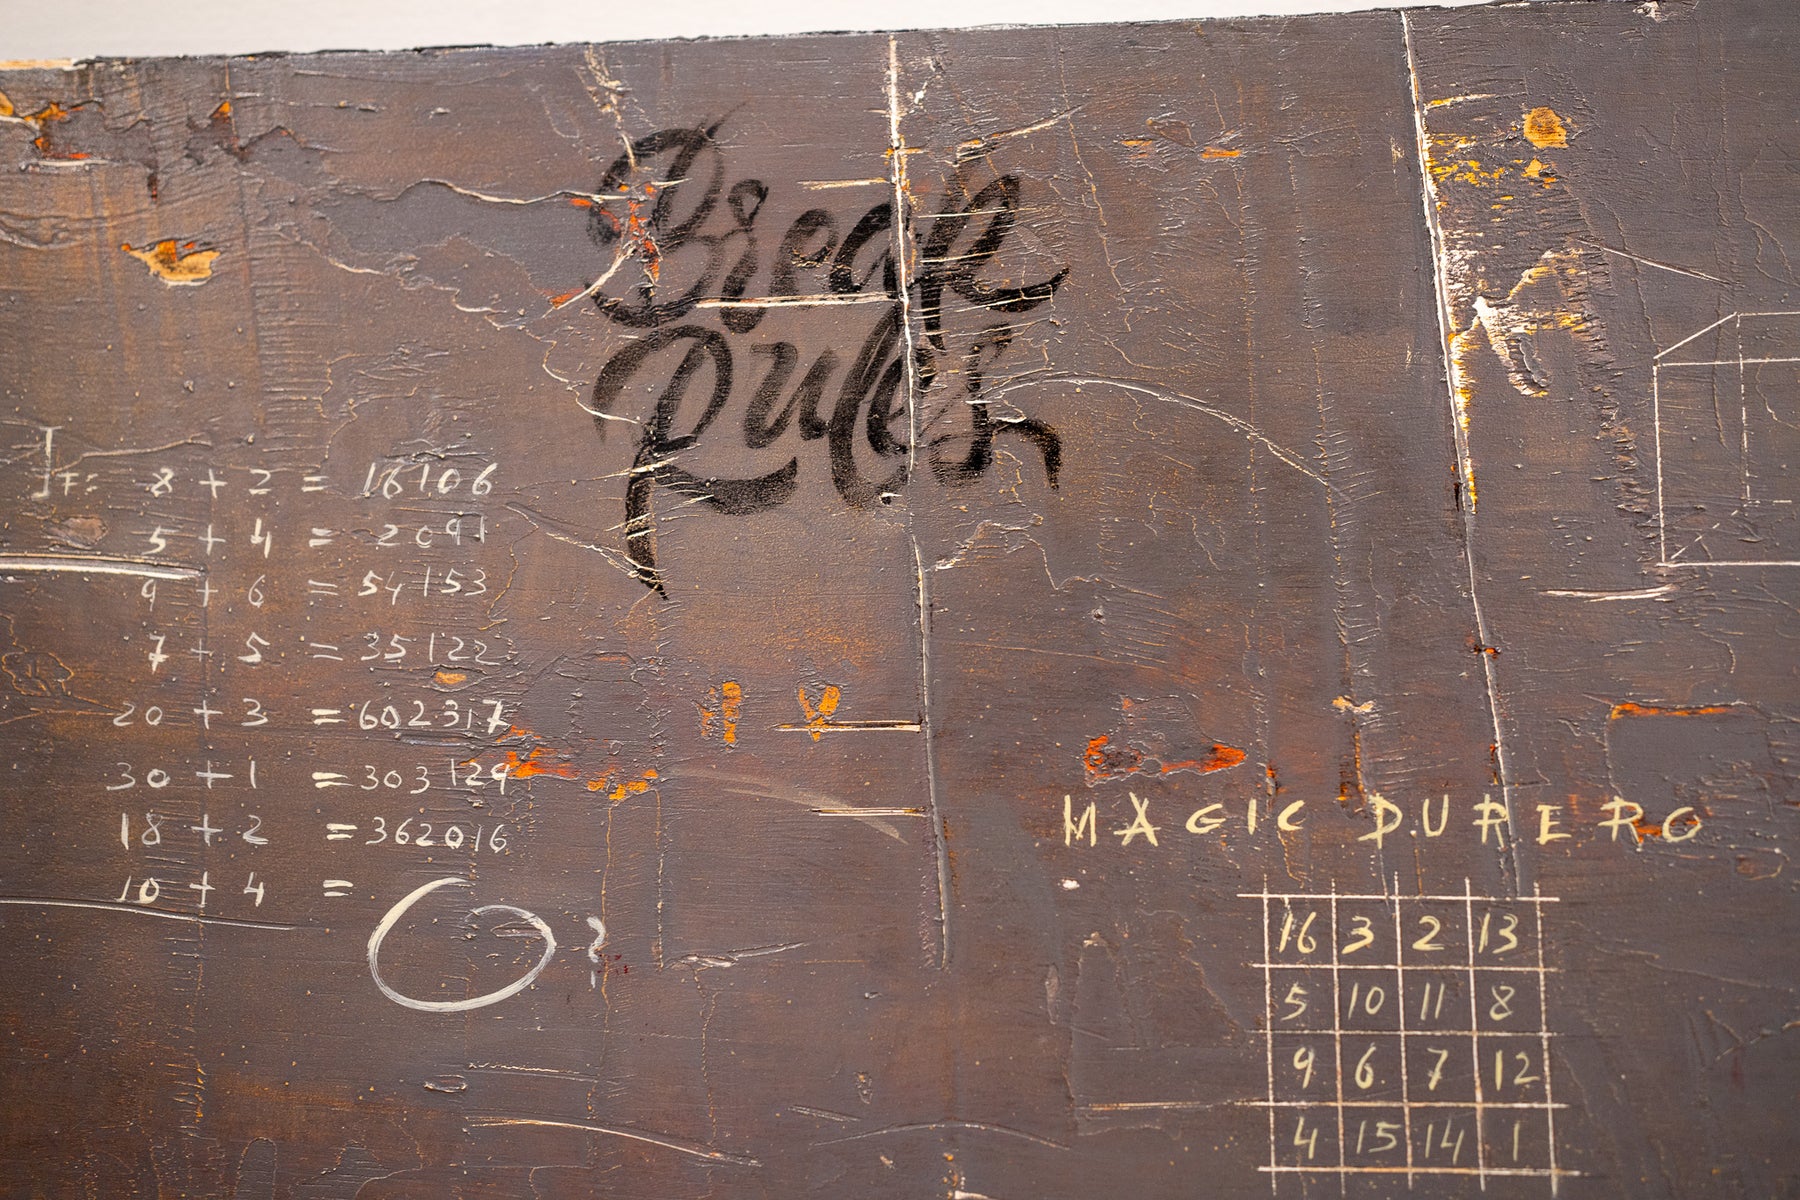 Break
Rules
IF: 8 + 2 = 16106
5 + 4 = 2091
9 + 6 = 54153
7 + 5 = 35122
20 + 3 = 602317
30 + 1 = 303129
18 + 2 = 362016
10 + 4 = ?
MAGIC DURERO
16 3 2 13
5 10 11 8
9 6 7 12
4 15 14 1